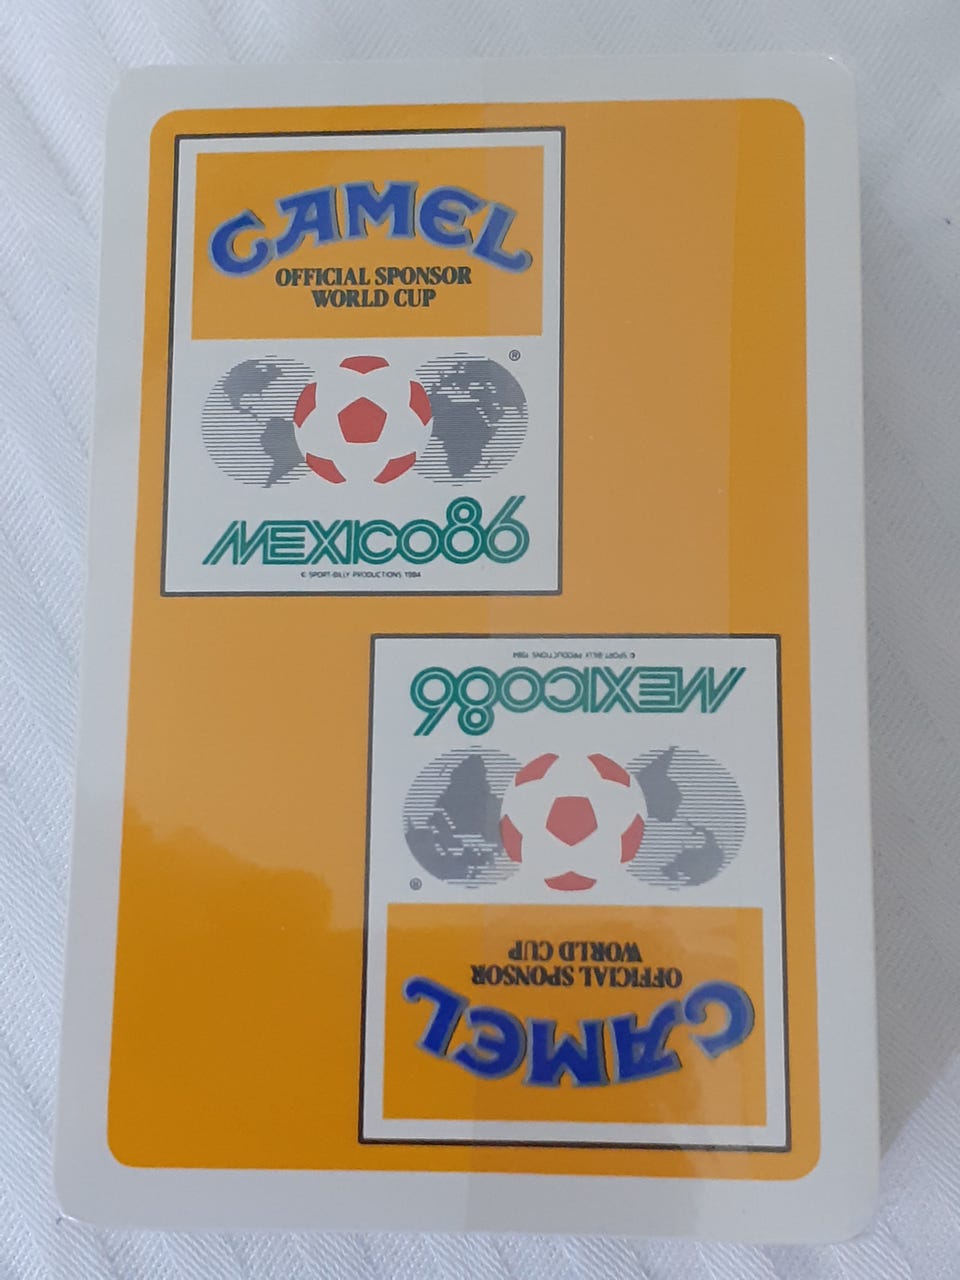 CAMEL
OFFICIAL SPONSOR
WORLD CUP
®
MEXICO86
© SPORT-BILLY PRODUCTIONS 1984
© SPORT-BILLY PRODUCTIONS 1984
MEXICO86
®
WORLD CUP
OFFICIAL SPONSOR
CAMEL